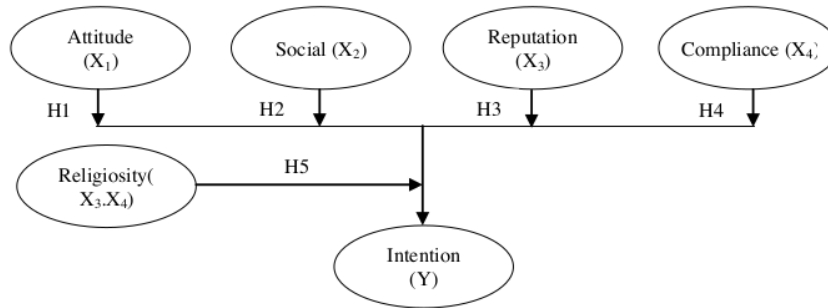 Attitude
(X₁)
Social (X₂)
Reputation
(X₃)
Compliance (X₄)
H1
H2
H3
H4
Religiosity(
X₃.X₄)
H5
Intention
(Y)